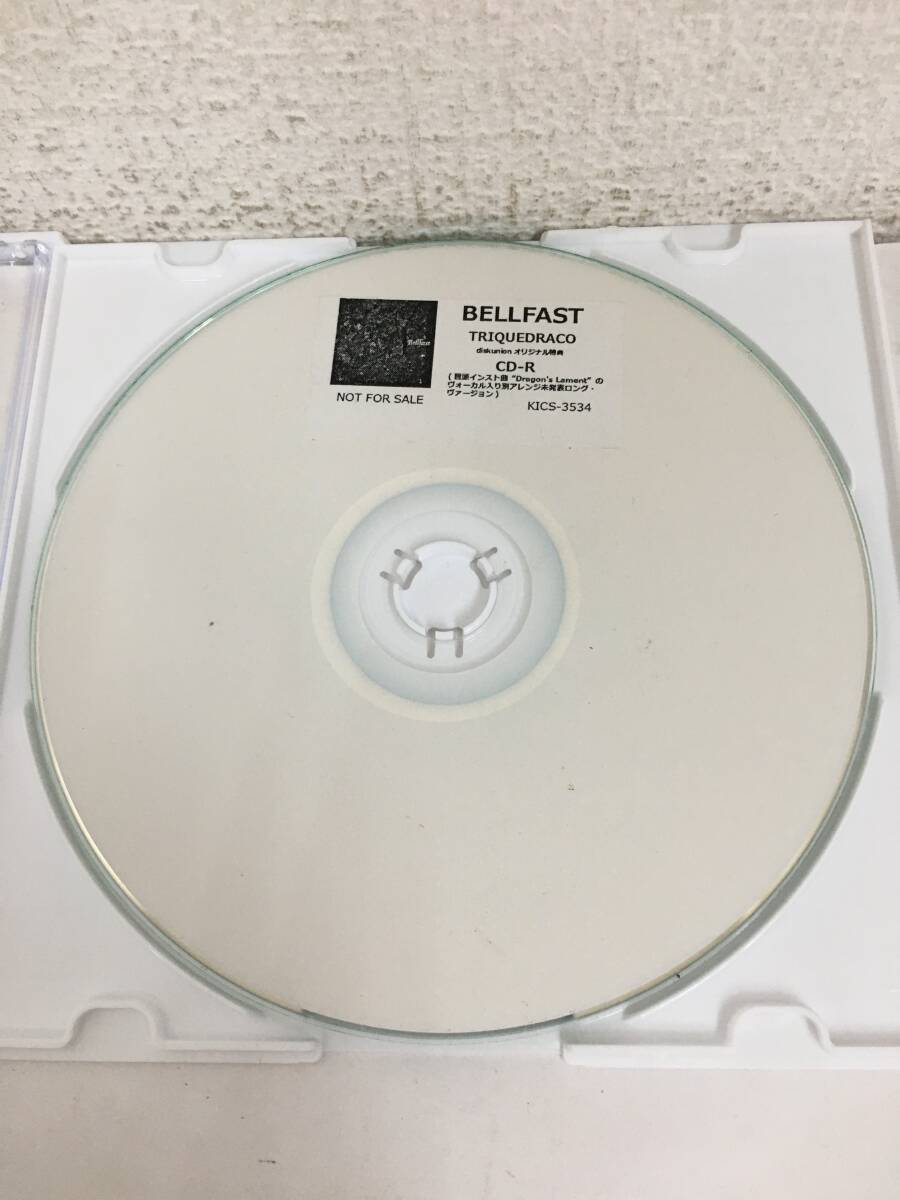 Bellfast
BELLFAST
TRIQUEDRACO
diskunion オリジナル特典
CD-R
インスト曲 “Dragon's Lament” の
ヴォーカル入り別アレンジ未発表ロング・
ヴァージョン)
NOT FOR SALE
KICS-3534